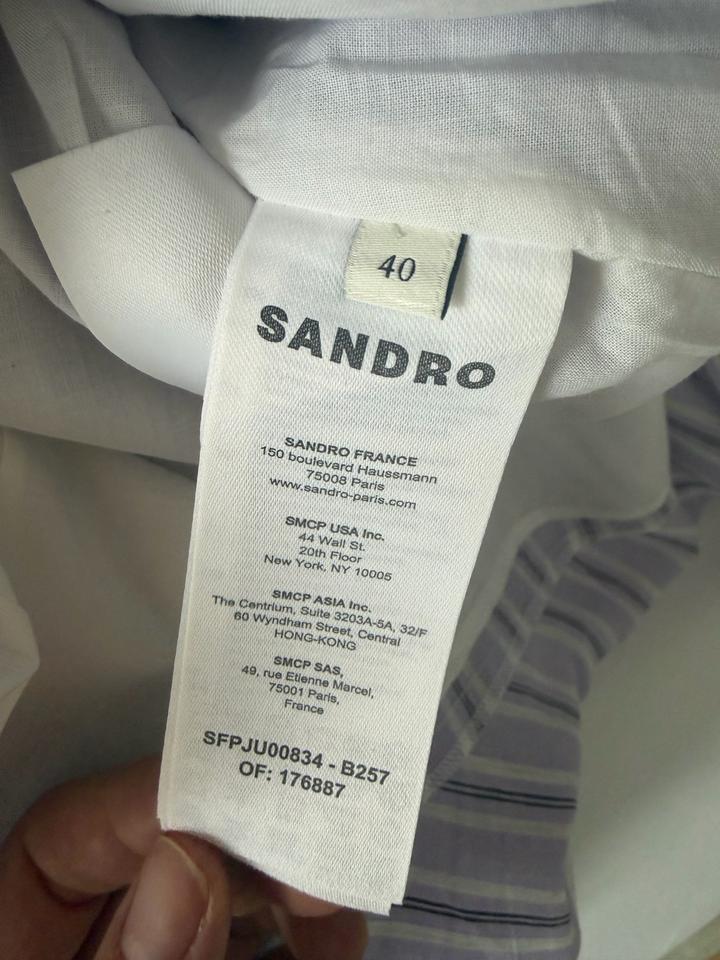 40
SANDRO
SANDRO FRANCE
150 boulevard Haussmann
75008 Paris
www.sandro-paris.com
SMCP USA Inc.
44 Wall St.
20th Floor
New York, NY 10005
SMCP ASIA Inc.
The Centrium, Suite 3203A-5A, 32/F
60 Wyndham Street, Central
HONG-KONG
SMCP SAS,
49, rue Etienne Marcel,
75001 Paris,
France
SFPJU00834 - B257
OF: 176887